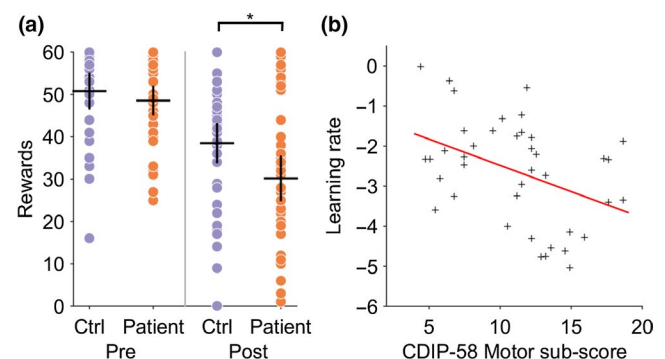 (a)
*
60
50
40
30
20
10
0
Rewards
Ctrl Patient Ctrl Patient
Pre Post
(b)
0
−1
−2
−3
−4
−5
−6
Learning rate
5 10 15 20
CDIP-58 Motor sub-score